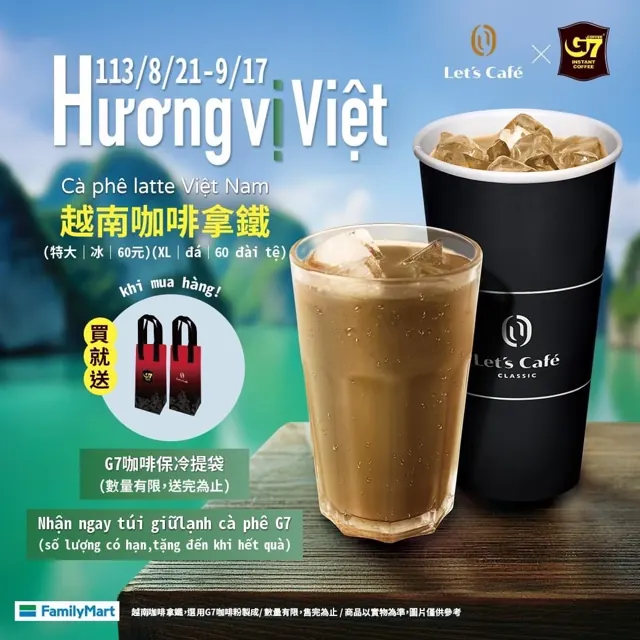 113/8/21-9/17
Let's Café
×
G7
COFFEE
INSTANT
COFFEE
Hương vị Việt
Cà phê latte Việt Nam
越南咖啡拿鐵
(特大｜冰｜60元)(XL｜đá｜60 đài tệ)
khi mua hàng!
買就送
G7
Let's Café
Let's Café
CLASSIC
G7咖啡保冷提袋
(數量有限,送完為止)
Nhận ngay túi giữlạnh cà phê G7
(số lượng có hạn,tặng đến khi hết quà)
FamilyMart
越南咖啡拿鐵,選用G7咖啡粉製成/ 數量有限,售完為止 / 商品以實物為準,圖片僅供參考